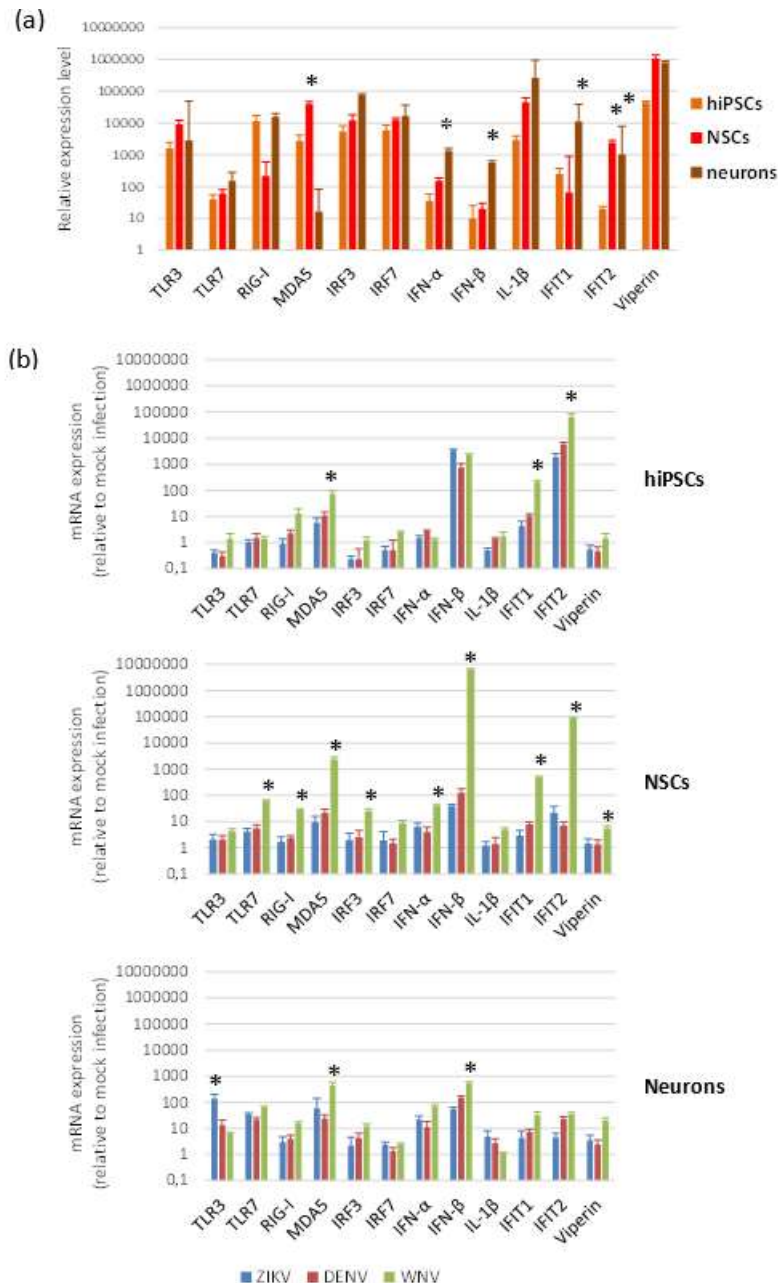 (a)
Relative expression level
10000000
1000000
100000
10000
1000
100
10
1
* * * * * *
TLR3 TLR7 RIG-I MDA5 IRF3 IRF7 IFN-α IFN-β IL-1β IFIT1 IFIT2 Viperin
hiPSCs
NSCs
neurons
(b)
mRNA expression
(relative to mock infection)
10000000
1000000
100000
10000
1000
100
10
1
0,1
* * *
TLR3 TLR7 RIG-I MDA5 IRF3 IRF7 IFN-α IFN-β IL-1β IFIT1 IFIT2 Viperin
hiPSCs
mRNA expression
(relative to mock infection)
10000000
1000000
100000
10000
1000
100
10
1
0,1
* * * * * * * * *
TLR3 TLR7 RIG-I MDA5 IRF3 IRF7 IFN-α IFN-β IL-1β IFIT1 IFIT2 Viperin
NSCs
mRNA expression
(relative to mock infection)
10000000
1000000
100000
10000
1000
100
10
1
0,1
* * *
TLR3 TLR7 RIG-I MDA5 IRF3 IRF7 IFN-α IFN-β IL-1β IFIT1 IFIT2 Viperin
Neurons
ZIKV DENV WNV